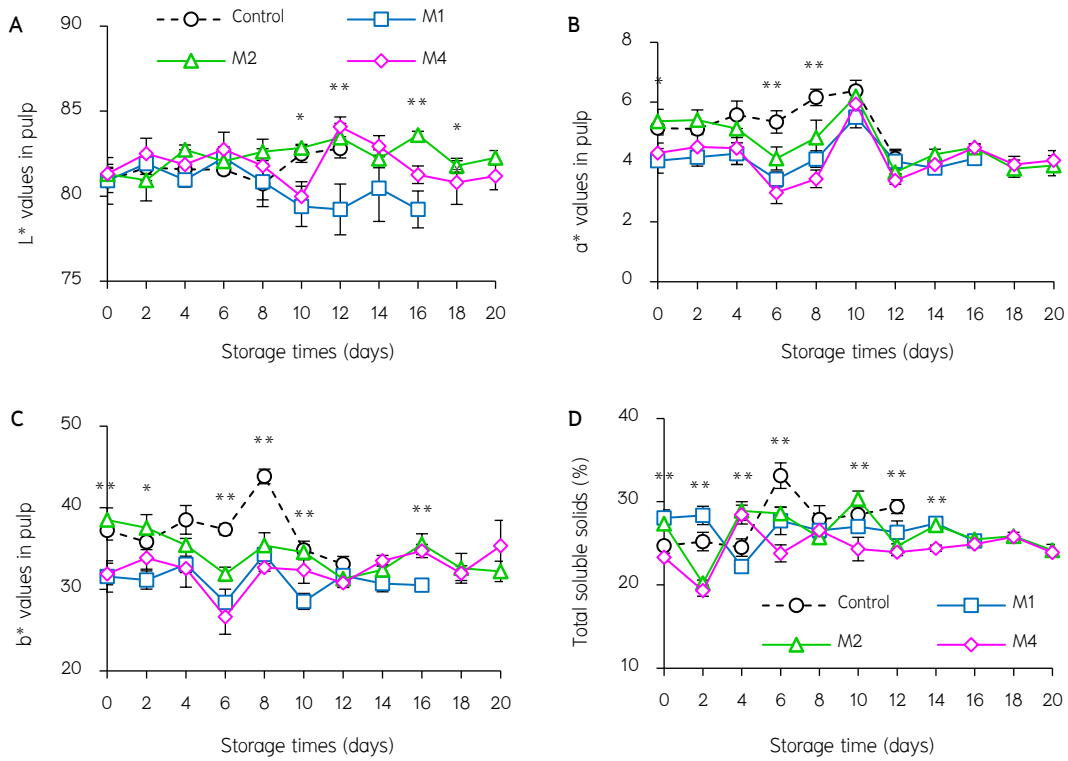 A
Control
M1
M2
M4
90
85
80
75
L* values in pulp
*
**
**
*
0 2 4 6 8 10 12 14 16 18 20
Storage times (days)
B
8
6
4
2
0
a* values in pulp
*
**
**
0 2 4 6 8 10 12 14 16 18 20
Storage times (days)
C
50
40
30
20
b* values in pulp
**
*
**
**
**
**
0 2 4 6 8 10 12 14 16 18 20
Storage times (days)
D
40
30
20
10
Total soluble solids (%)
**
**
**
**
**
**
**
Control
M1
M2
M4
0 2 4 6 8 10 12 14 16 18 20
Storage time (days)